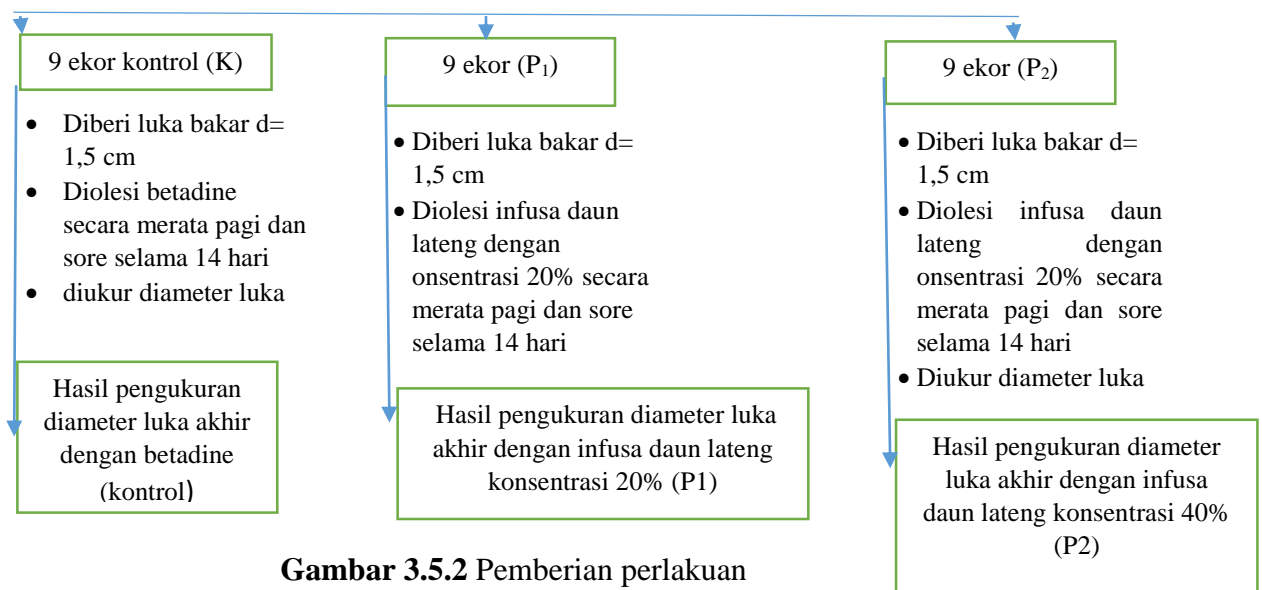 9 ekor kontrol (K)
• Diberi luka bakar d=
1,5 cm
• Diolesi betadine
secara merata pagi dan
sore selama 14 hari
• diukur diameter luka
Hasil pengukuran
diameter luka akhir
dengan betadine
(kontrol)
9 ekor (P₁)
• Diberi luka bakar d=
1,5 cm
• Diolesi infusa daun
lateng dengan
onsentrasi 20% secara
merata pagi dan sore
selama 14 hari
Hasil pengukuran diameter luka
akhir dengan infusa daun lateng
konsentrasi 20% (P1)
9 ekor (P₂)
• Diberi luka bakar d=
1,5 cm
• Diolesi infusa daun
lateng dengan
onsentrasi 20% secara
merata pagi dan sore
selama 14 hari
• Diukur diameter luka
Hasil pengukuran diameter
luka akhir dengan infusa
daun lateng konsentrasi 40%
(P2)
Gambar 3.5.2 Pemberian perlakuan